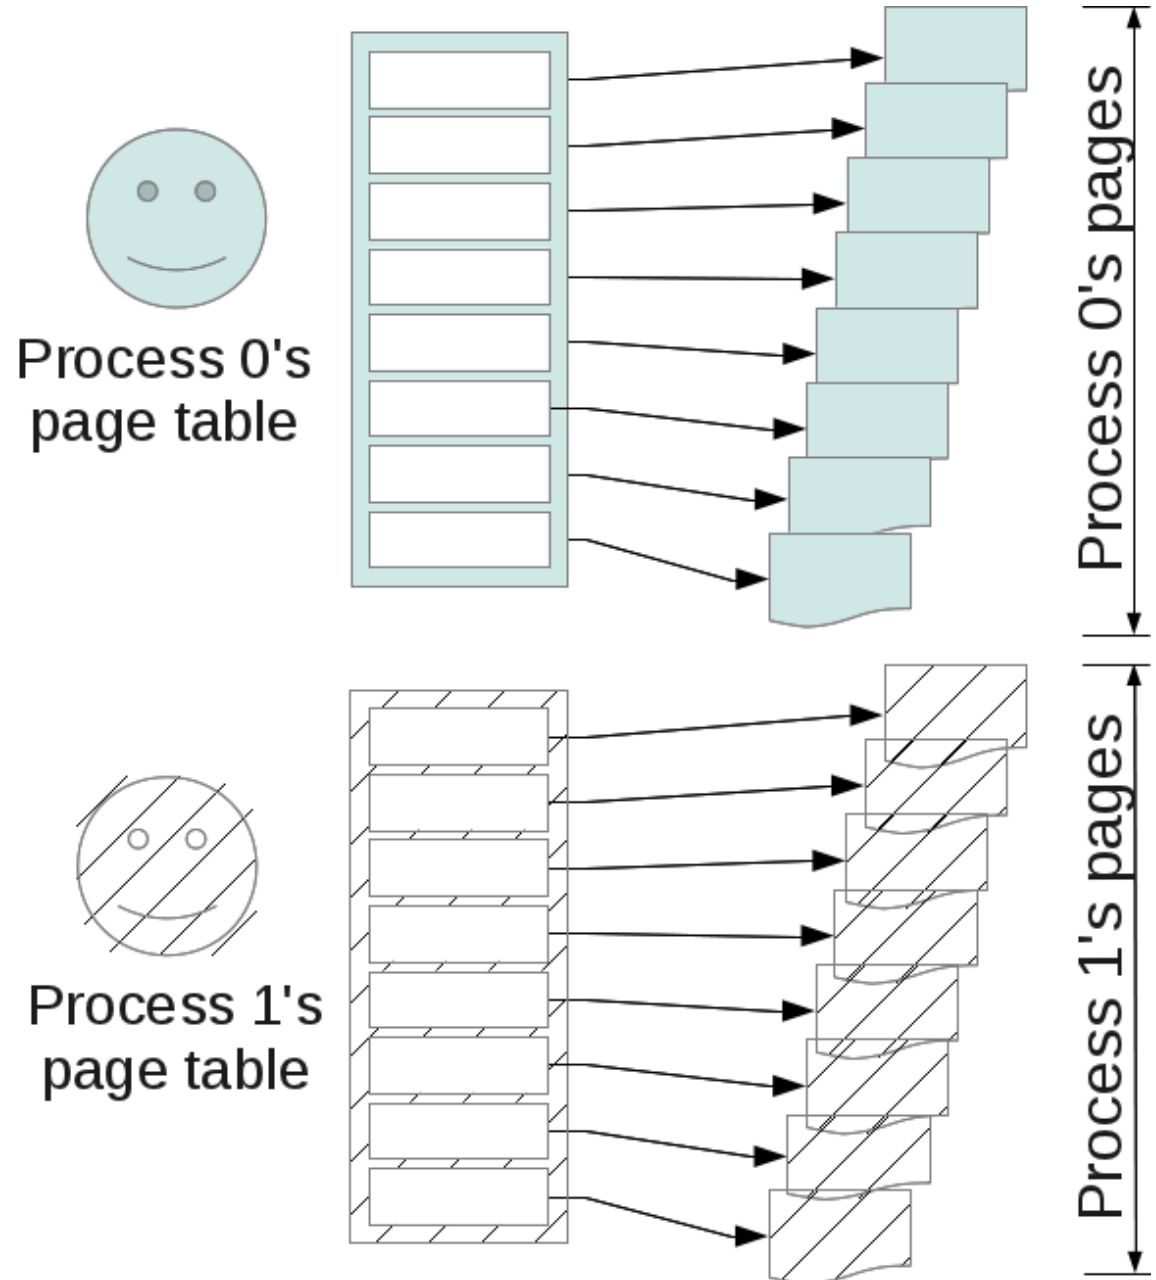 Process 0's
page table
Process 0's pages
Process 1's
page table
Process 1's pages